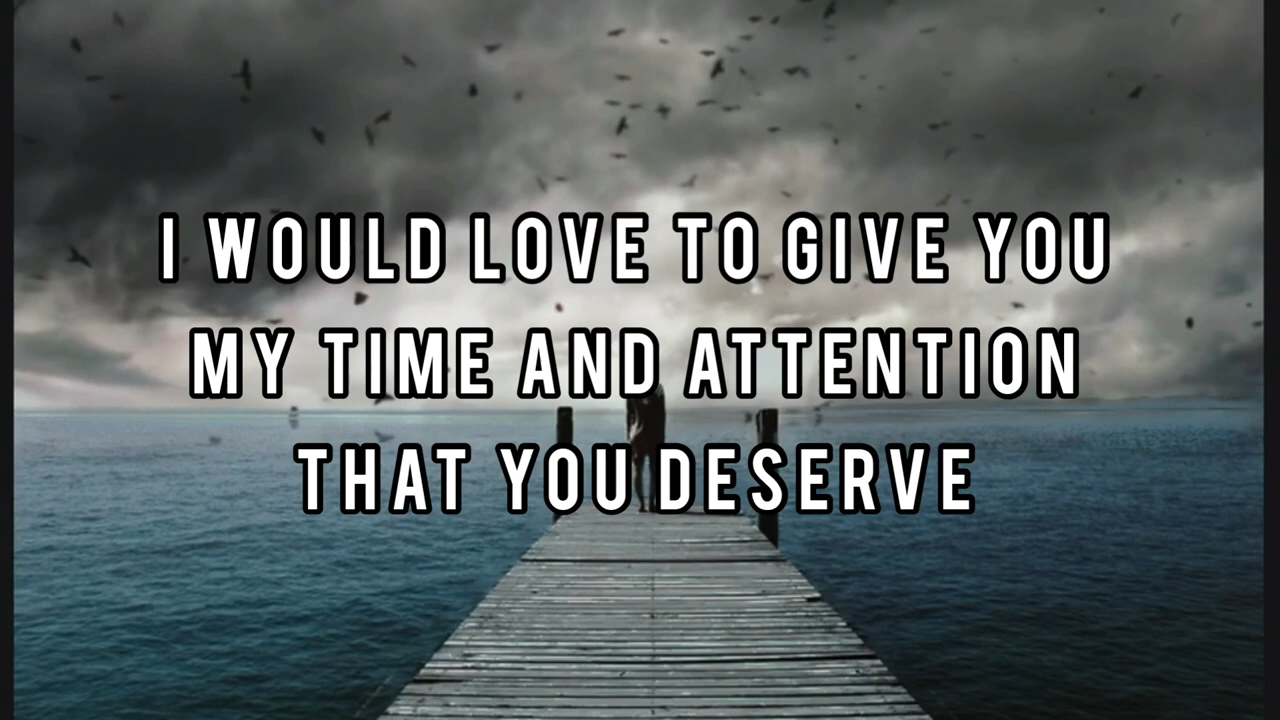 I WOULD LOVE TO GIVE YOU
MY TIME AND ATTENTION
THAT YOU DESERVE